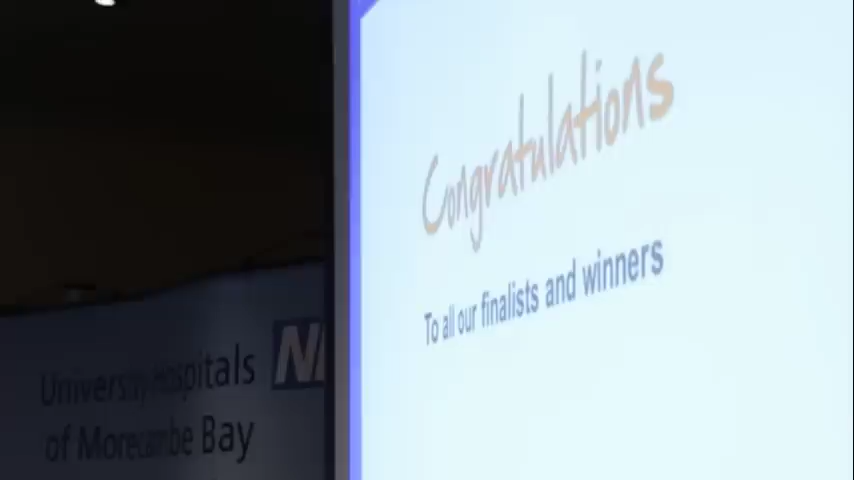 Congratulations
To all our finalists and winners
University Hospitals
of Morecambe Bay